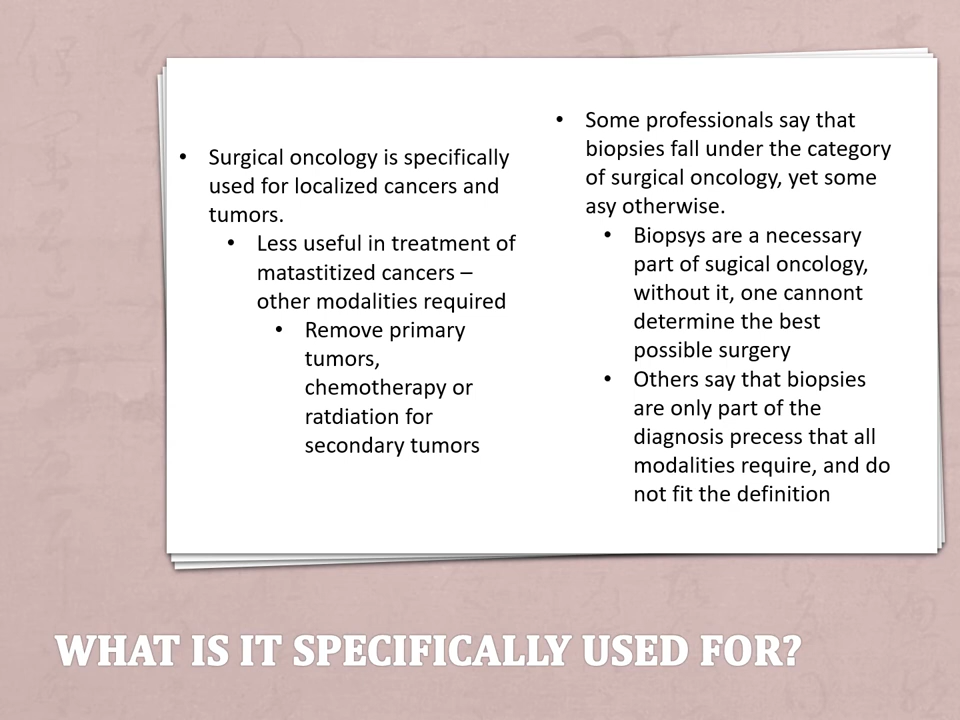 • Surgical oncology is specifically
used for localized cancers and
tumors.
• Less useful in treatment of
matastitized cancers –
other modalities required
• Remove primary
tumors,
chemotherapy or
ratdiation for
secondary tumors
• Some professionals say that
biopsies fall under the category
of surgical oncology, yet some
asy otherwise.
• Biopsys are a necessary
part of sugical oncology,
without it, one cannont
determine the best
possible surgery
• Others say that biopsies
are only part of the
diagnosis precess that all
modalities require, and do
not fit the definition
WHAT IS IT SPECIFICALLY USED FOR?